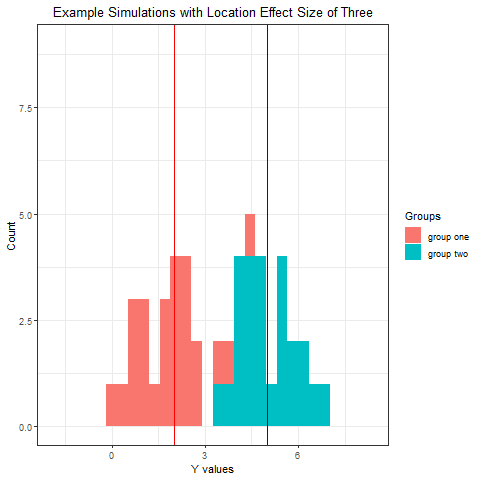 Example Simulations with Location Effect Size of Three
7.5
5.0
2.5
0.0
Count
0 3 6
Y values
Groups
group one
group two